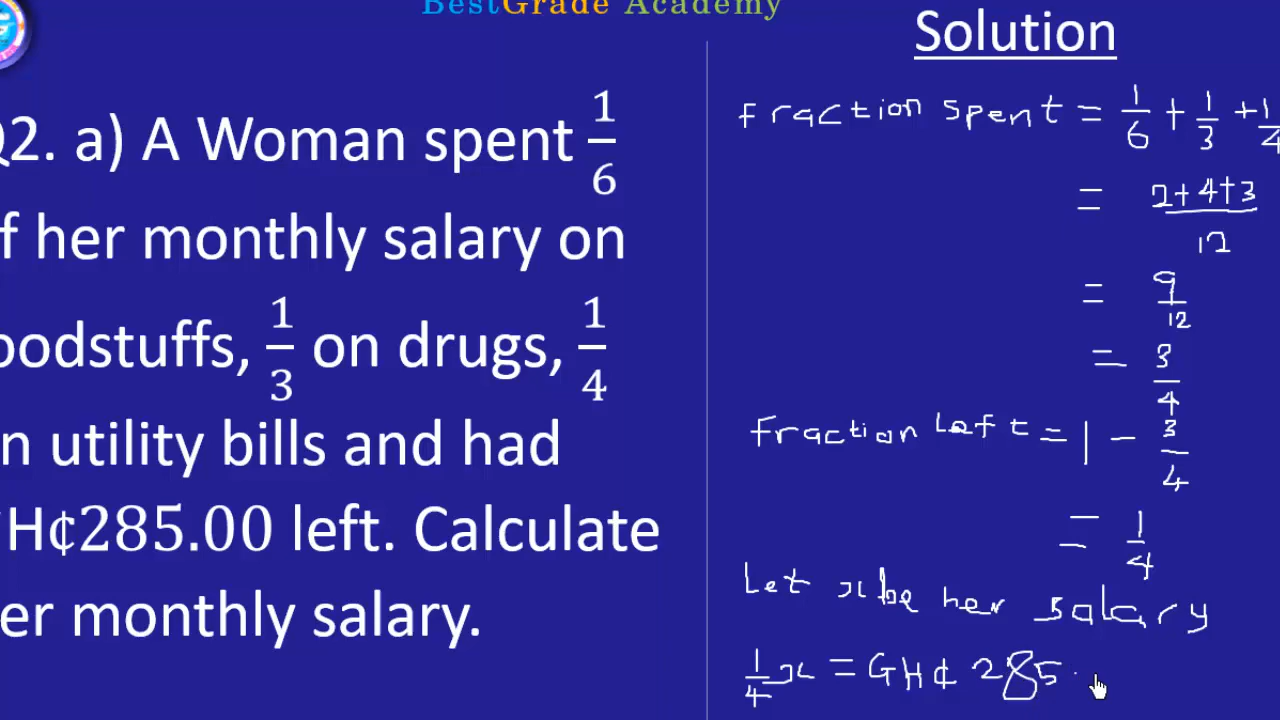 BestGrade Academy
Q2. a) A Woman spent 1/6
f her monthly salary on
oodstuffs, 1/3 on drugs, 1/4
n utility bills and had
H¢285.00 left. Calculate
er monthly salary.
Solution
Fraction spent = 1/6 + 1/3 + 1/4
= 2+4+3/12
= 9/12
= 3/4
Fraction Left = 1 - 3/4
= 1/4
Let x be her salary
1/4 x = GH¢ 285.